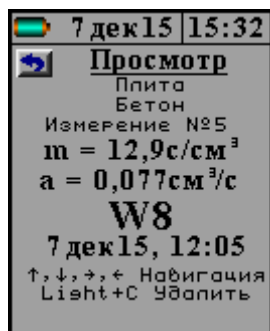 7 дек15 15:32
Просмотр
Плита
Бетон
Измерение №5
m = 12,9с/см³
a = 0,077см³/с
W8
7 дек15, 12:05
↑,↓,→,← Навигация
Light+C Удалить